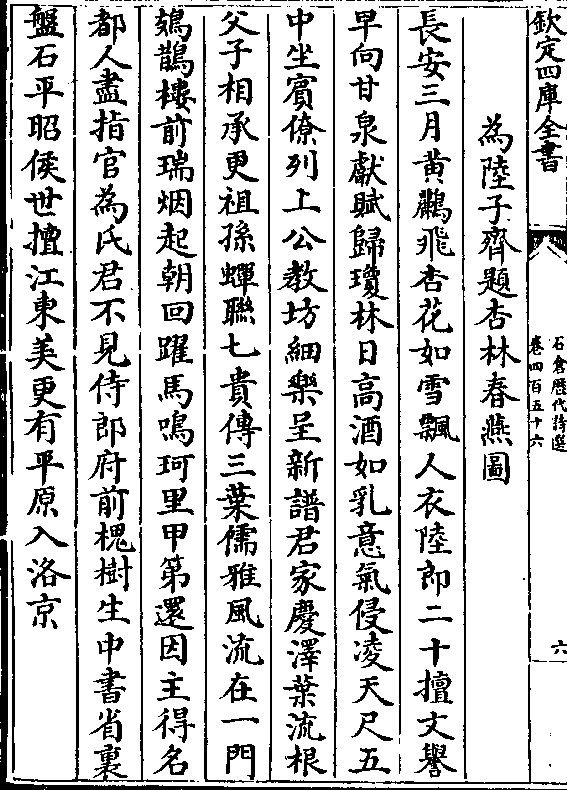 欽定四庫全書
石倉歷代詩選
卷四百五十六
六
為陸子齊題杏林春燕圖
長安三月黃鸝飛杏花如雪飄人衣陸郎二十擅文譽
早向甘泉獻賦歸瓊林日高酒如乳意氣侵凌天尺五
中坐賓僚列上公教坊細樂呈新譜君家慶澤葉流根
父子相承更祖孫蟬聯七貴傳三葉儒雅風流在一門
鳷鵲樓前瑞烟起朝回躍馬鳴珂里甲第還因主得名
都人盡指官為氏君不見侍郎府前槐樹生中書省裏
盤石平昭侯世擅江東美更有平原入洛京